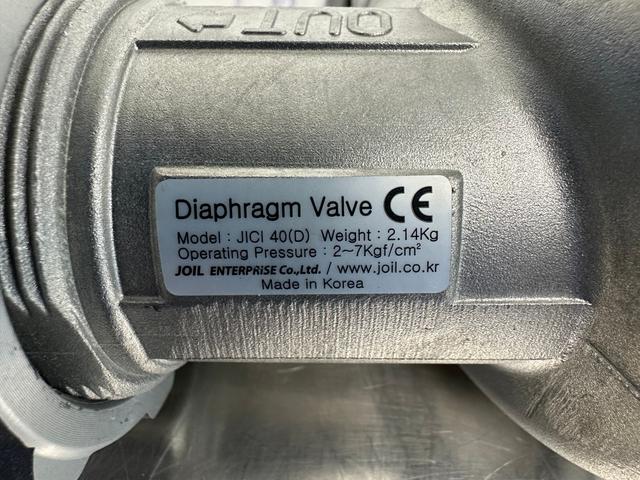 OUT
Diaphragm Valve CE
Model : JICI 40(D) Weight : 2.14Kg
Operating Pressure : 2~7Kgf/cm²
JOIL ENTERPRiSE Co.,Ltd. / www.joil.co.kr
Made in Korea